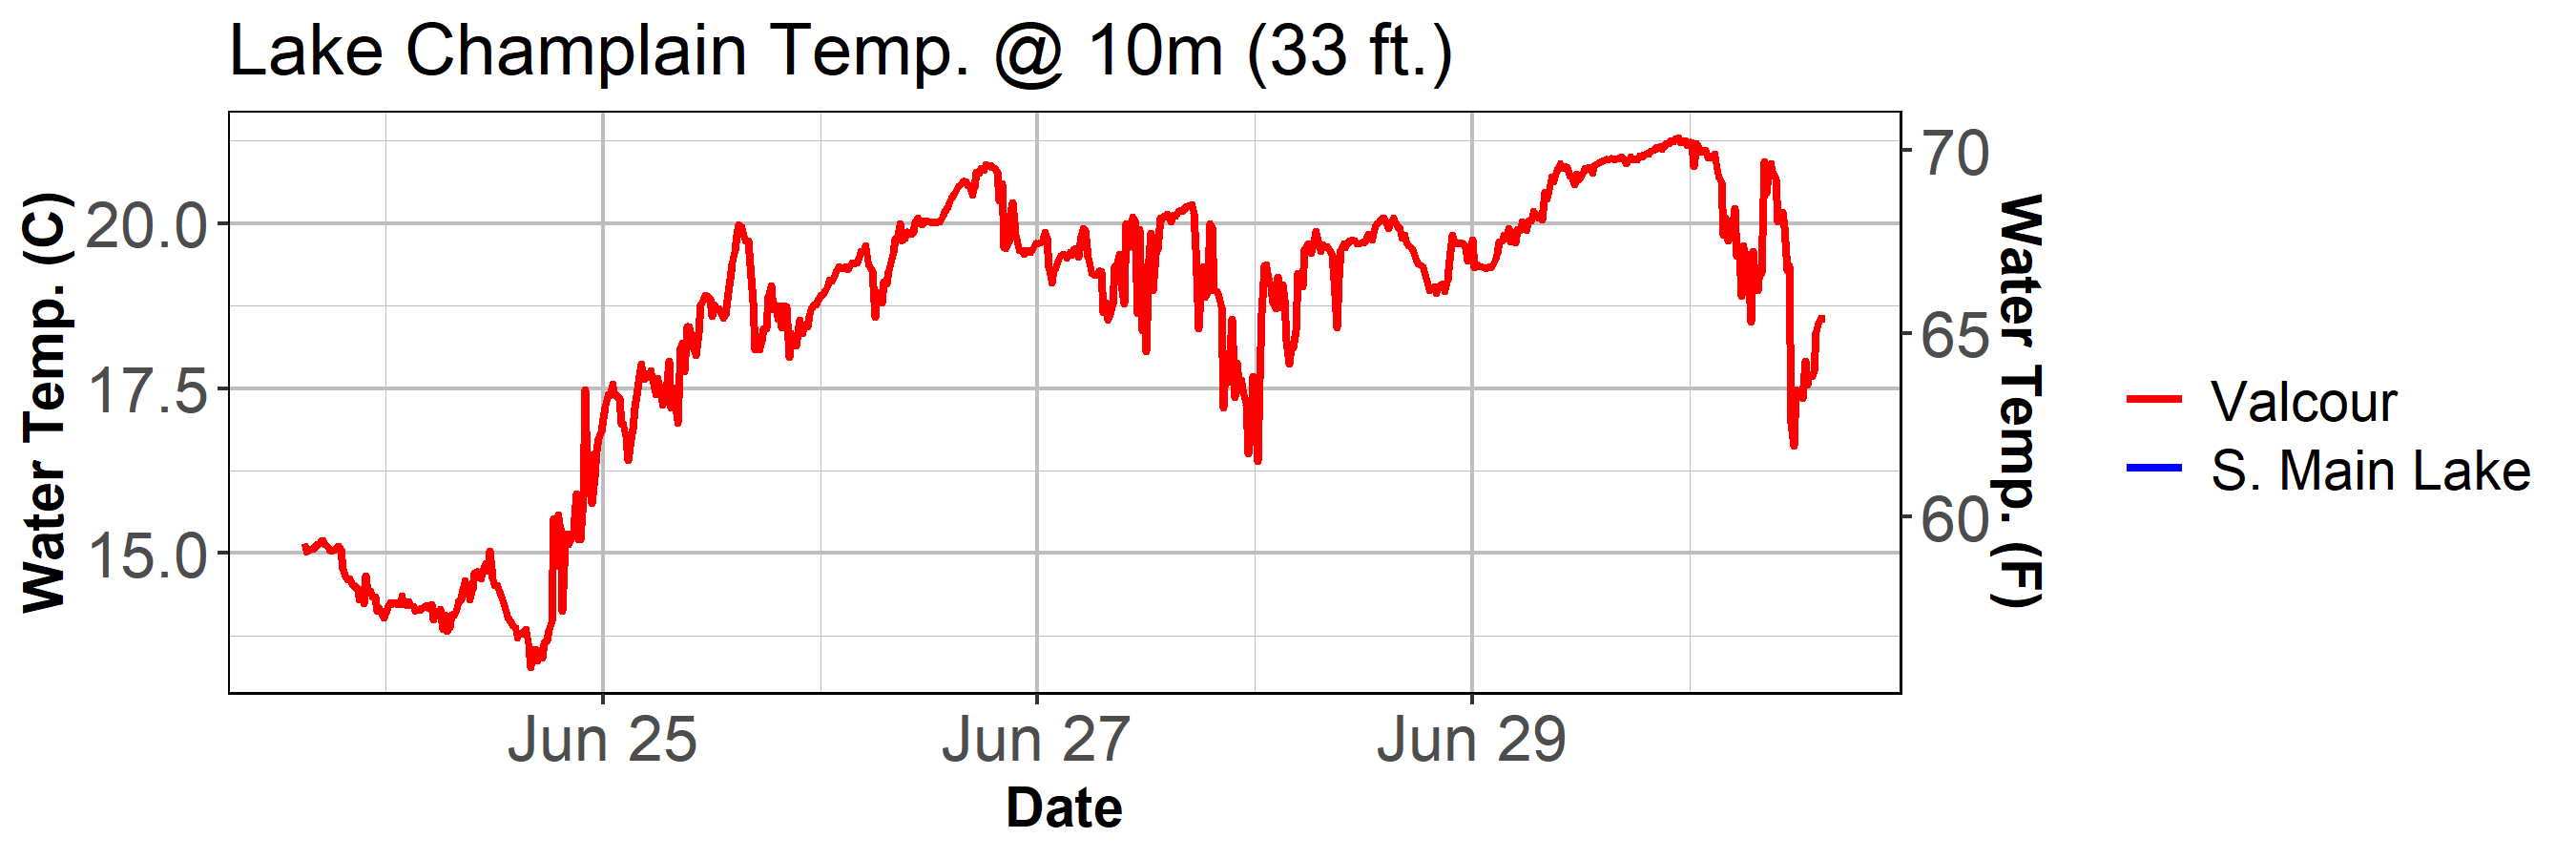 Lake Champlain Temp. @ 10m (33 ft.)
Water Temp. (C)
20.0
17.5
15.0
70
65
60
Water Temp. (F)
Jun 25
Jun 27
Jun 29
Date
Valcour
S. Main Lake